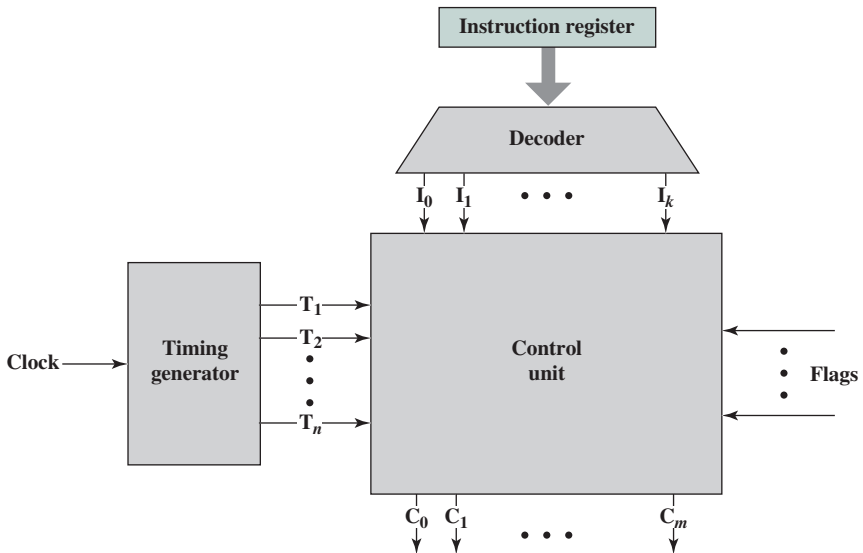 Instruction register
Decoder
I0 I1 • • • Ik
Clock
Timing
generator
T1
T2
Tn
Control
unit
Flags
C0 C1 • • • Cm